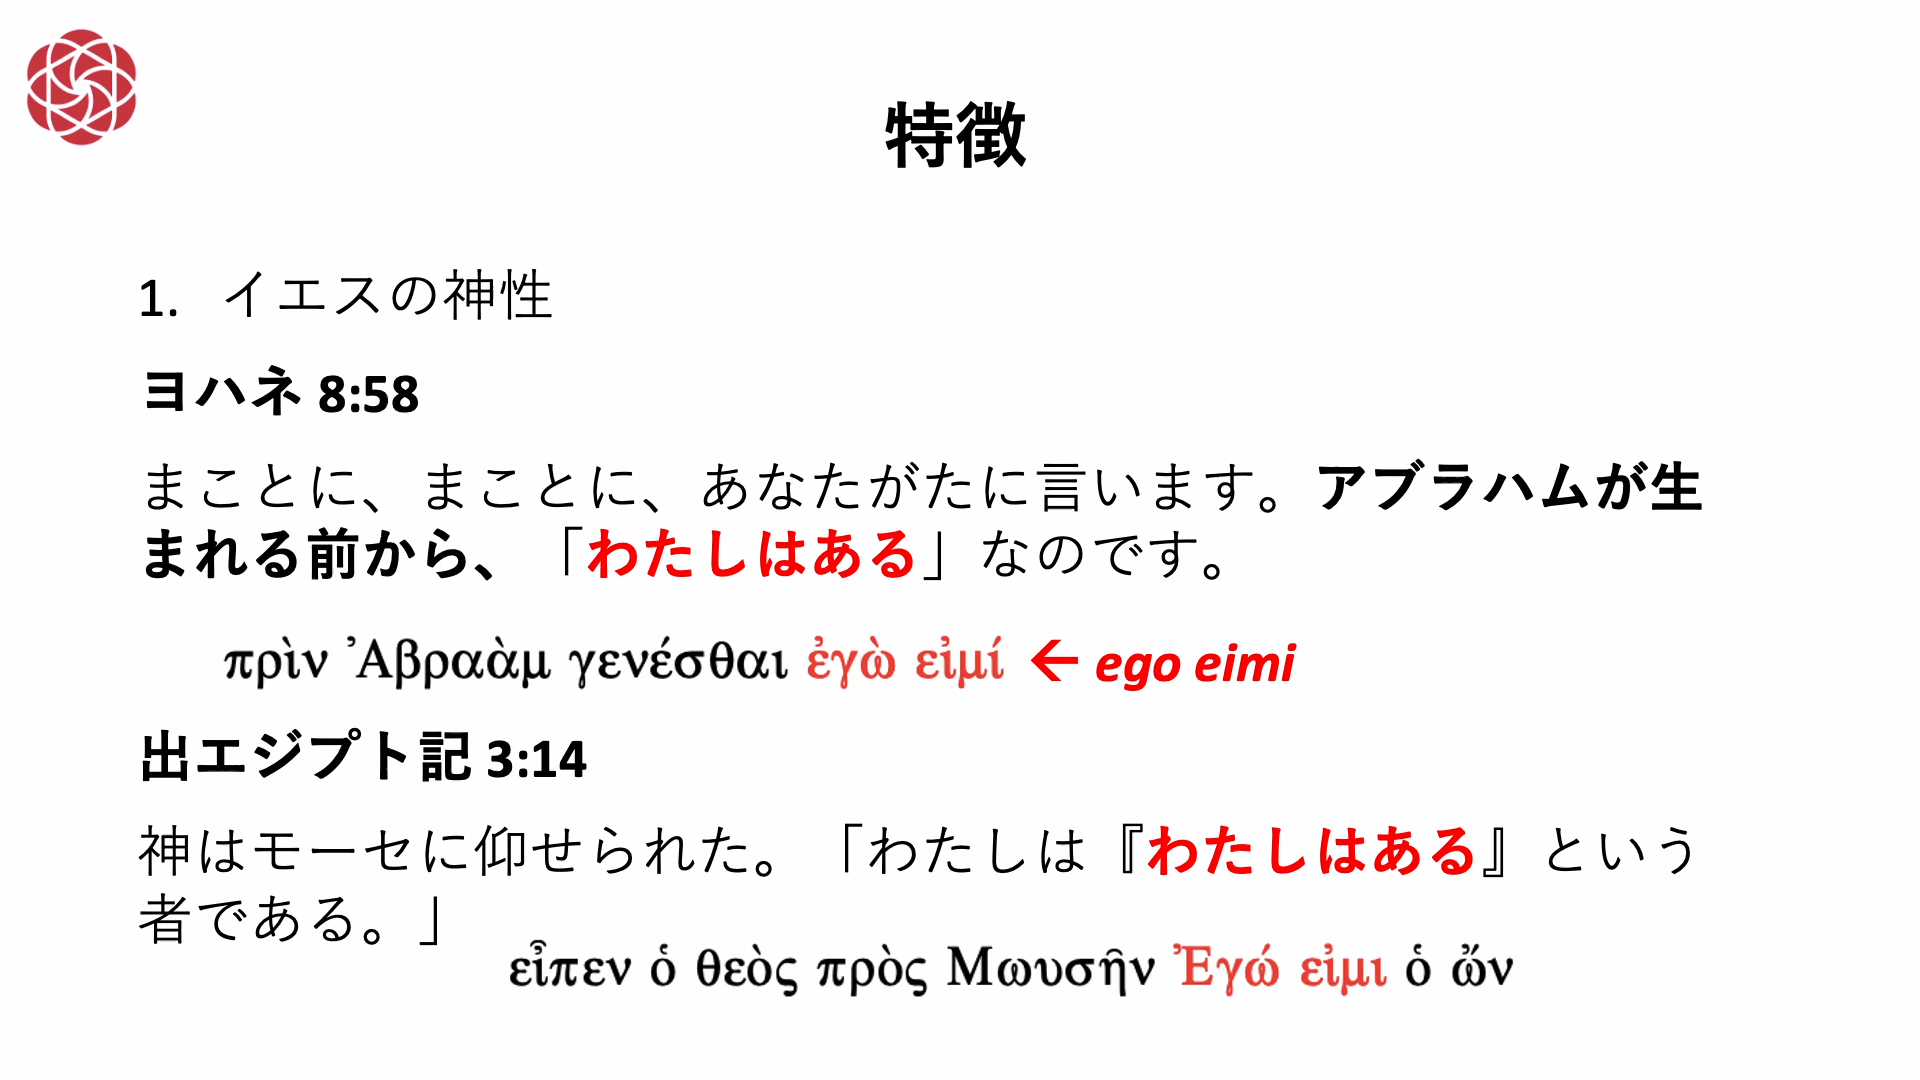 特徴
1. イエスの神性
ヨハネ 8:58
まことに、まことに、あなたがたに言います。アブラハムが生
まれる前から、「わたしはある」なのです。
πρὶν Ἀβραὰμ γενέσθαι ἐγὼ εἰμί ← ego eimi
出エジプト記 3:14
神はモーセに仰せられた。「わたしは『わたしはある』という
者である。」
εἶπεν ὁ θεὸς πρὸς Μωυσῆν Ἐγώ εἰμι ὁ ὤν